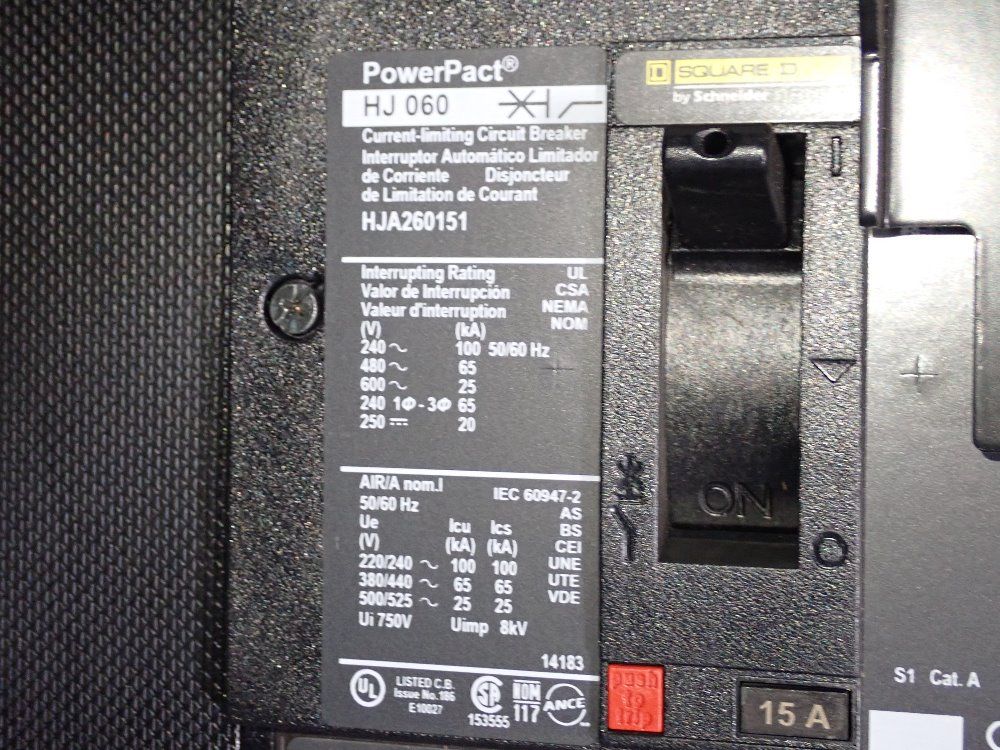 PowerPact®
HJ 060
Current-limiting Circuit Breaker
Interruptor Automático Limitador
de Corriente Disjoncteur
de Limitation de Courant
HJA260151
Interrupting Rating UL
Valor de Interrupción CSA
Valeur d'interruption NEMA
(V) (kA) NOM
240 ~ 100 50/60 Hz
480 ~ 65
600 ~ 25
240 1Φ - 3Φ 65
250 ⎓ 20
AIR/A nom.I IEC 60947-2
50/60 Hz AS
Ue Icu Ics BS
(V) (kA) (kA) CEI
220/240 ~ 100 100 UNE
380/440 ~ 65 65 UTE
500/525 ~ 25 25 VDE
Ui 750V Uimp 8kV
14183
UL LISTED C.B.
Issue No. 186
E10027
SA
153555
NOM
117
ANCE
D SQUARE D
by Schneider
I
ON
O
push
to
trip
15 A
S1 Cat. A